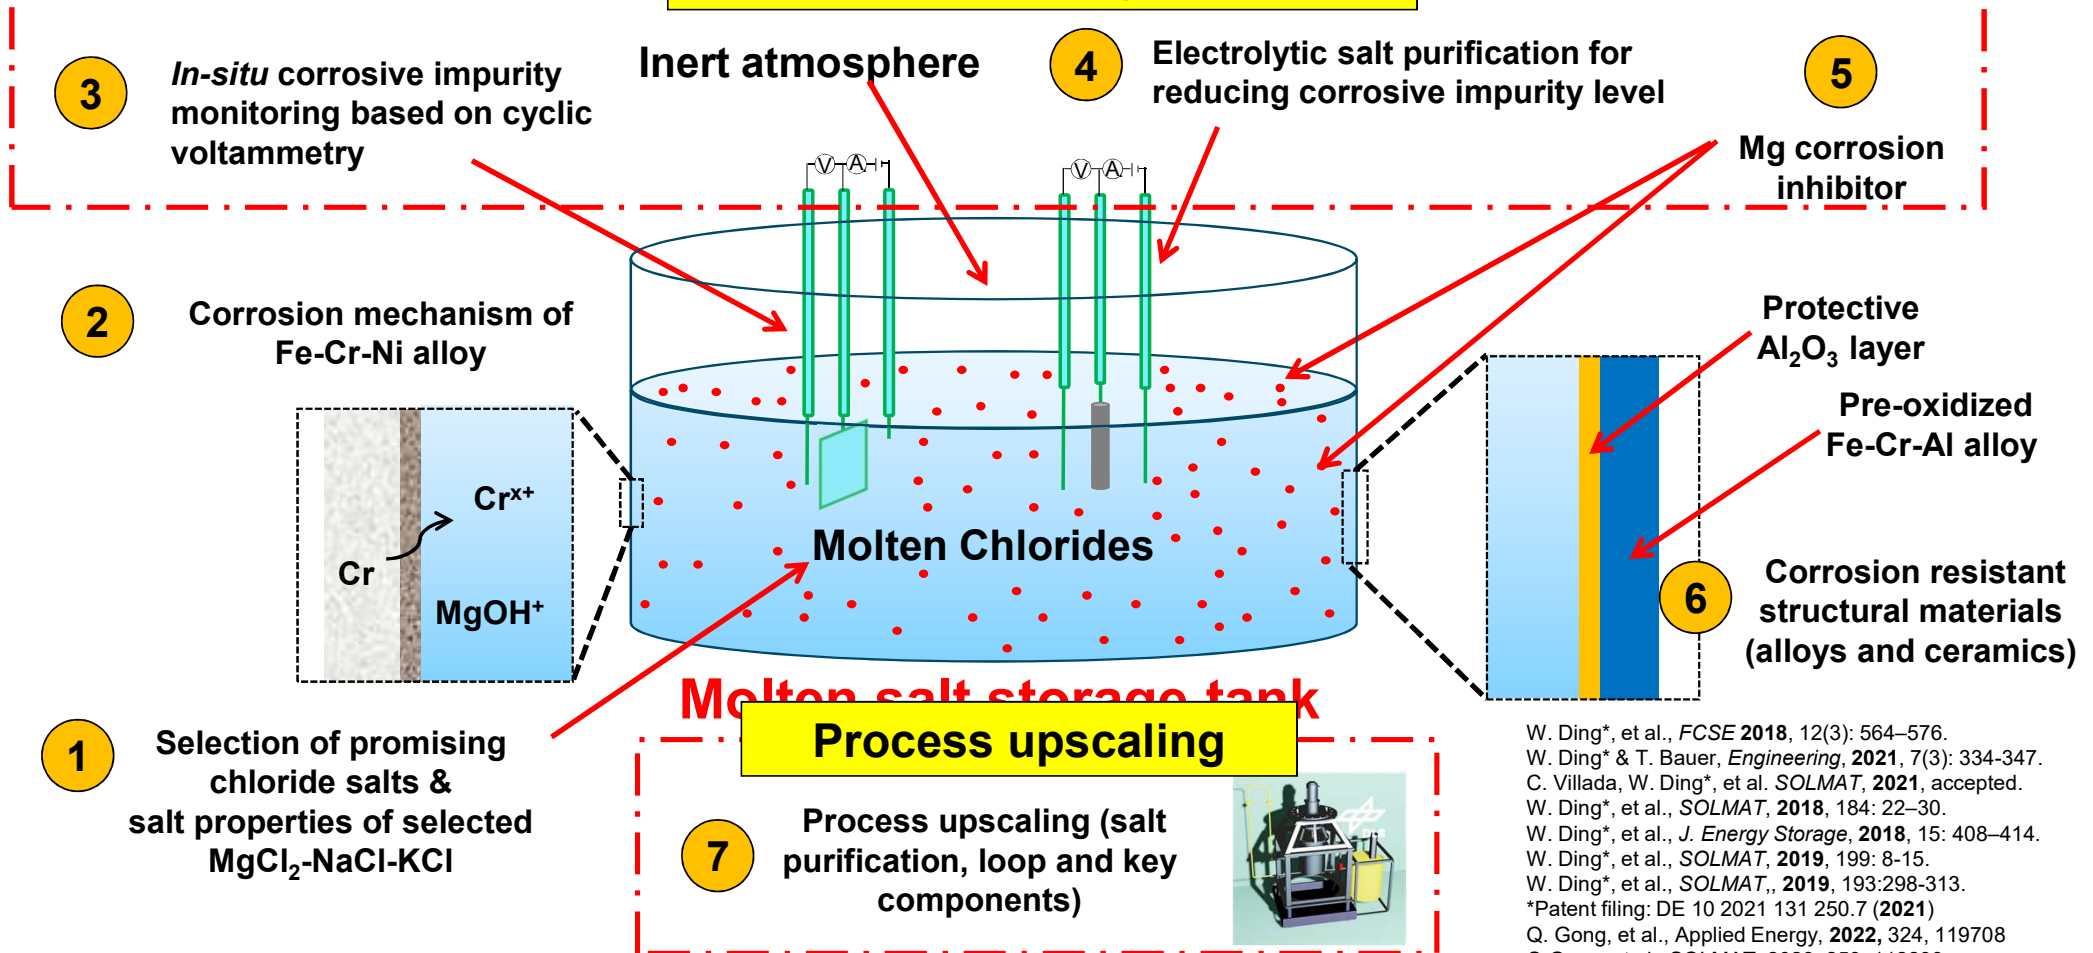 3
In-situ corrosive impurity
monitoring based on cyclic
voltammetry
Inert atmosphere
4
Electrolytic salt purification for
reducing corrosive impurity level
5
Mg corrosion
inhibitor
V A
V A
2
Corrosion mechanism of
Fe-Cr-Ni alloy
Cr
Crˣ⁺
MgOH⁺
Molten Chlorides
Protective
Al₂O₃ layer
Pre-oxidized
Fe-Cr-Al alloy
6
Corrosion resistant
structural materials
(alloys and ceramics)
Molten salt storage tank
1
Selection of promising
chloride salts &
salt properties of selected
MgCl₂-NaCl-KCl
Process upscaling
7
Process upscaling (salt
purification, loop and key
components)
DLR
W. Ding*, et al., FCSE 2018, 12(3): 564–576.
W. Ding* & T. Bauer, Engineering, 2021, 7(3): 334-347.
C. Villada, W. Ding*, et al. SOLMAT, 2021, accepted.
W. Ding*, et al., SOLMAT, 2018, 184: 22–30.
W. Ding*, et al., J. Energy Storage, 2018, 15: 408–414.
W. Ding*, et al., SOLMAT, 2019, 199: 8-15.
W. Ding*, et al., SOLMAT,, 2019, 193:298-313.
*Patent filing: DE 10 2021 131 250.7 (2021)
Q. Gong, et al., Applied Energy, 2022, 324, 119708